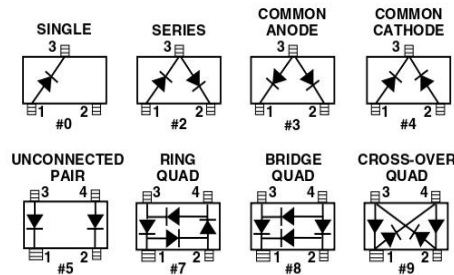 SINGLE
3
1 2
#0
SERIES
3
1 2
#2
COMMON
ANODE
3
1 2
#3
COMMON
CATHODE
3
1 2
#4
UNCONNECTED
PAIR
3 4
1 2
#5
RING
QUAD
3 4
1 2
#7
BRIDGE
QUAD
3 4
1 2
#8
CROSS-OVER
QUAD
3 4
1 2
#9